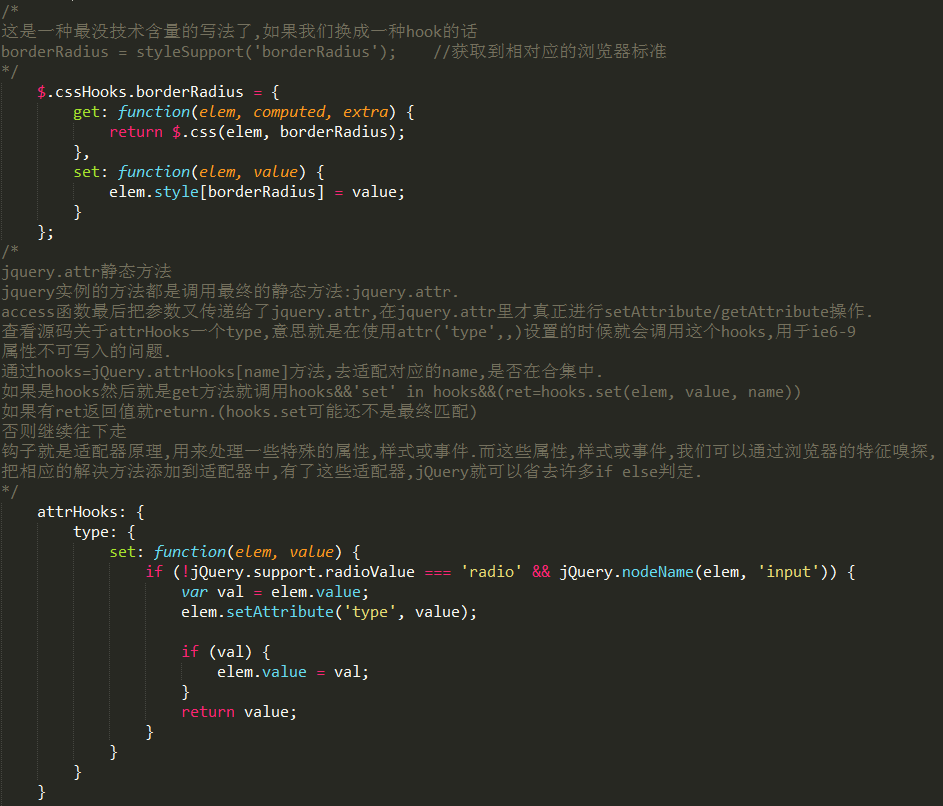 /*
这是一种最没技术含量的写法了,如果我们换成一种hook的话
borderRadius = styleSupport('borderRadius');    //获取到相对应的浏览器标准
*/
    $.cssHooks.borderRadius = {
        get: function(elem, computed, extra) {
            return $.css(elem, borderRadius);
        },
        set: function(elem, value) {
            elem.style[borderRadius] = value;
        }
    };
/*
jquery.attr静态方法
jquery实例的方法都是调用最终的静态方法:jquery.attr.
access函数最后把参数又传递给了jquery.attr,在jquery.attr里才真正进行setAttribute/getAttribute操作.
查看源码关于attrHooks一个type,意思就是在使用attr('type',,)设置的时候就会调用这个hooks,用于ie6-9
属性不可写入的问题.
通过hooks=jQuery.attrHooks[name]方法,去适配对应的name,是否在合集中.
如果是hooks然后就是get方法就调用hooks&&'set' in hooks&&(ret=hooks.set(elem, value, name))
如果有ret返回值就return.(hooks.set可能还不是最终匹配)
否则继续往下走
钩子就是适配器原理,用来处理一些特殊的属性,样式或事件.而这些属性,样式或事件,我们可以通过浏览器的特征嗅探,
把相应的解决方法添加到适配器中,有了这些适配器,jQuery就可以省去许多if else判定.
*/
    attrHooks: {
        type: {
            set: function(elem, value) {
                if (!jQuery.support.radioValue === 'radio' && jQuery.nodeName(elem, 'input')) {
                    var val = elem.value;
                    elem.setAttribute('type', value);
                    if (val) {
                        elem.value = val;
                    }
                    return value;
                }
            }
        }
    }